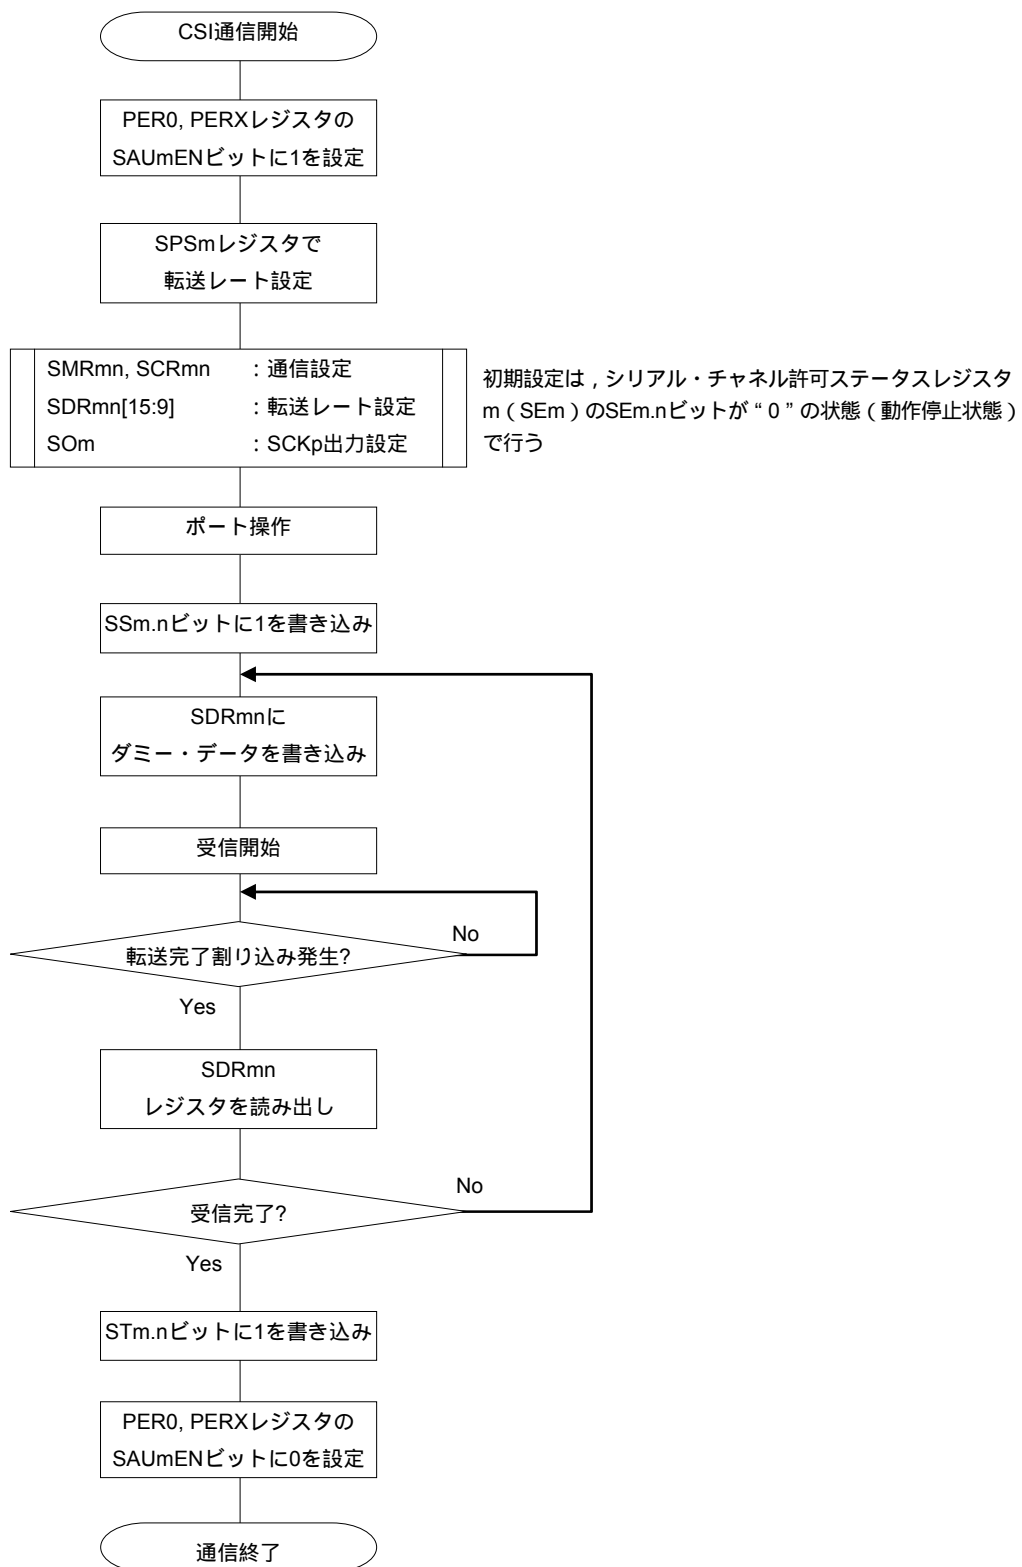 CSI通信開始
PER0, PERXレジスタの
SAUmENビットに1を設定
SPSmレジスタで
転送レート設定
SMRmn, SCRmn ：通信設定
SDRmn[15:9] ：転送レート設定
SOm ：SCKp出力設定
初期設定は，シリアル・チャネル許可ステータスレジスタ
m（SEm）のSEm.nビットが“0”の状態（動作停止状態）
で行う
ポート操作
SSm.nビットに1を書き込み
SDRmnに
ダミー・データを書き込み
受信開始
転送完了割り込み発生?
No
Yes
SDRmn
レジスタを読み出し
受信完了?
No
Yes
STm.nビットに1を書き込み
PER0, PERXレジスタの
SAUmENビットに0を設定
通信終了